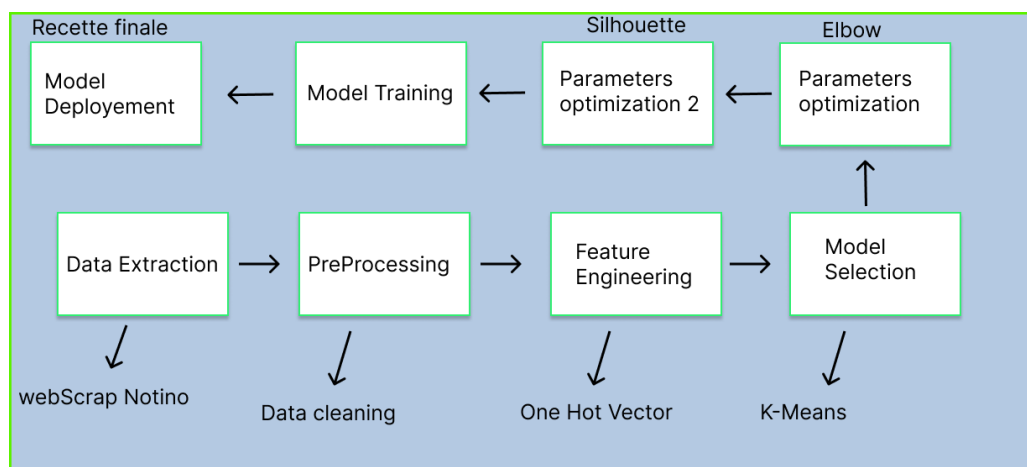 Recette finale
Silhouette
Elbow
Model
Deployement
Model Training
Parameters
optimization 2
Parameters
optimization
Data Extraction
PreProcessing
Feature
Engineering
Model
Selection
webScrap Notino
Data cleaning
One Hot Vector
K-Means